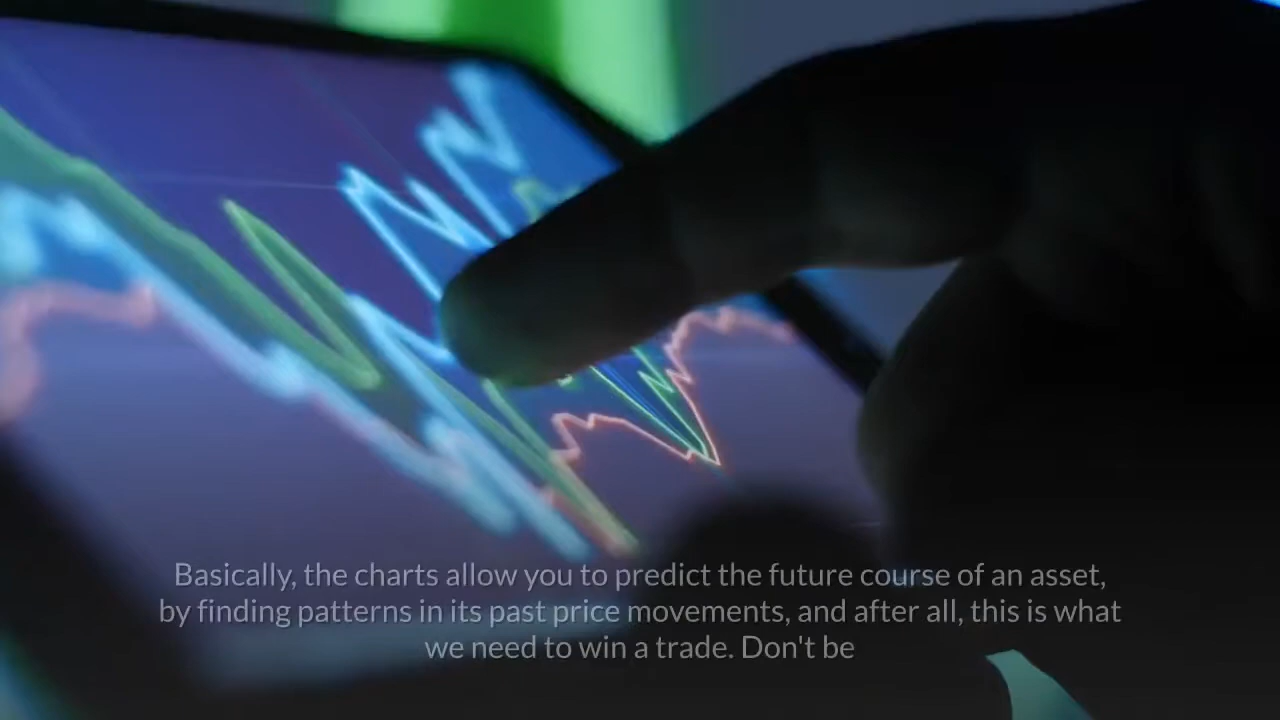 Basically, the charts allow you to predict the future course of an asset,
by finding patterns in its past price movements, and after all, this is what
we need to win a trade. Don't be